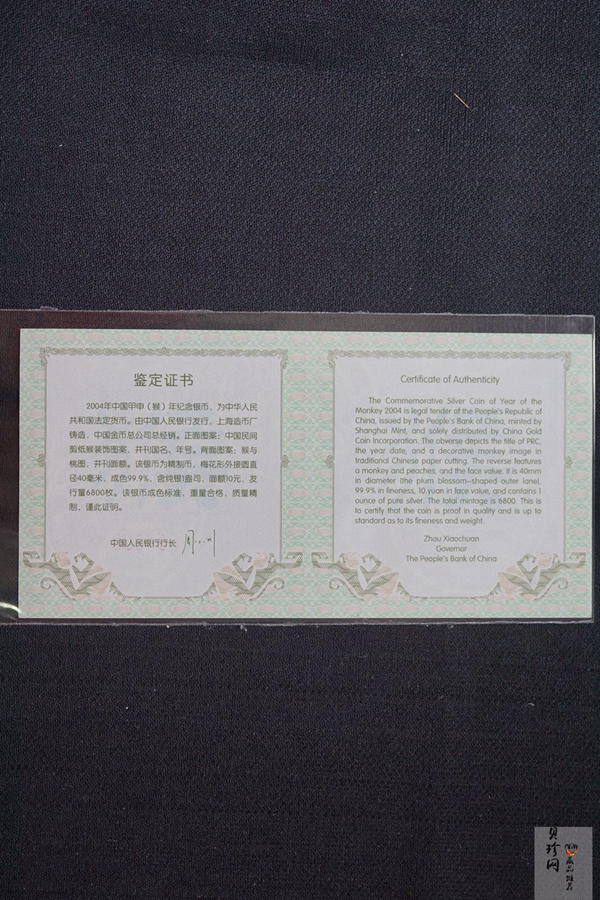 鉴定证书
2004年中国甲申（猴）年纪念银币，为中华人民
共和国法定货币。由中国人民银行发行，上海造币厂
铸造，中国金币总公司总经销。正面图案：中国民间
剪纸猴装饰图案，并刊国名、年号。背面图案：猴与
桃图，并刊面额。该银币为精制币，梅花形外接圆直
径40毫米，成色99.9%，含纯银1盎司，面额10元，发
行量6800枚。该银币成色标准，重量合格，质量精
制，谨此证明。
中国人民银行行长
Certificate of Authenticity
The Commemorative Silver Coin of Year of the
Monkey 2004 is legal tender of the People's Republic of
China, issued by the People's Bank of China, minted by
Shanghai Mint, and solely distributed by China Gold
Coin Incorporation. The obverse depicts the title of PRC,
the year date, and a decorative monkey image in
traditional Chinese paper cutting. The reverse features
a monkey and peaches, and the face value. It is 40mm
in diameter (the plum blossom-shaped outer lane),
99.9% in fineness, 10 yuan in face value, and contains 1
ounce of pure silver. The total mintage is 6800. This is
to certify that the coin is proof in quality and is up to
standard as to its fineness and weight.
Zhou Xiaochuan
Governor
The People's Bank of China
贝珍网
藏品推荐